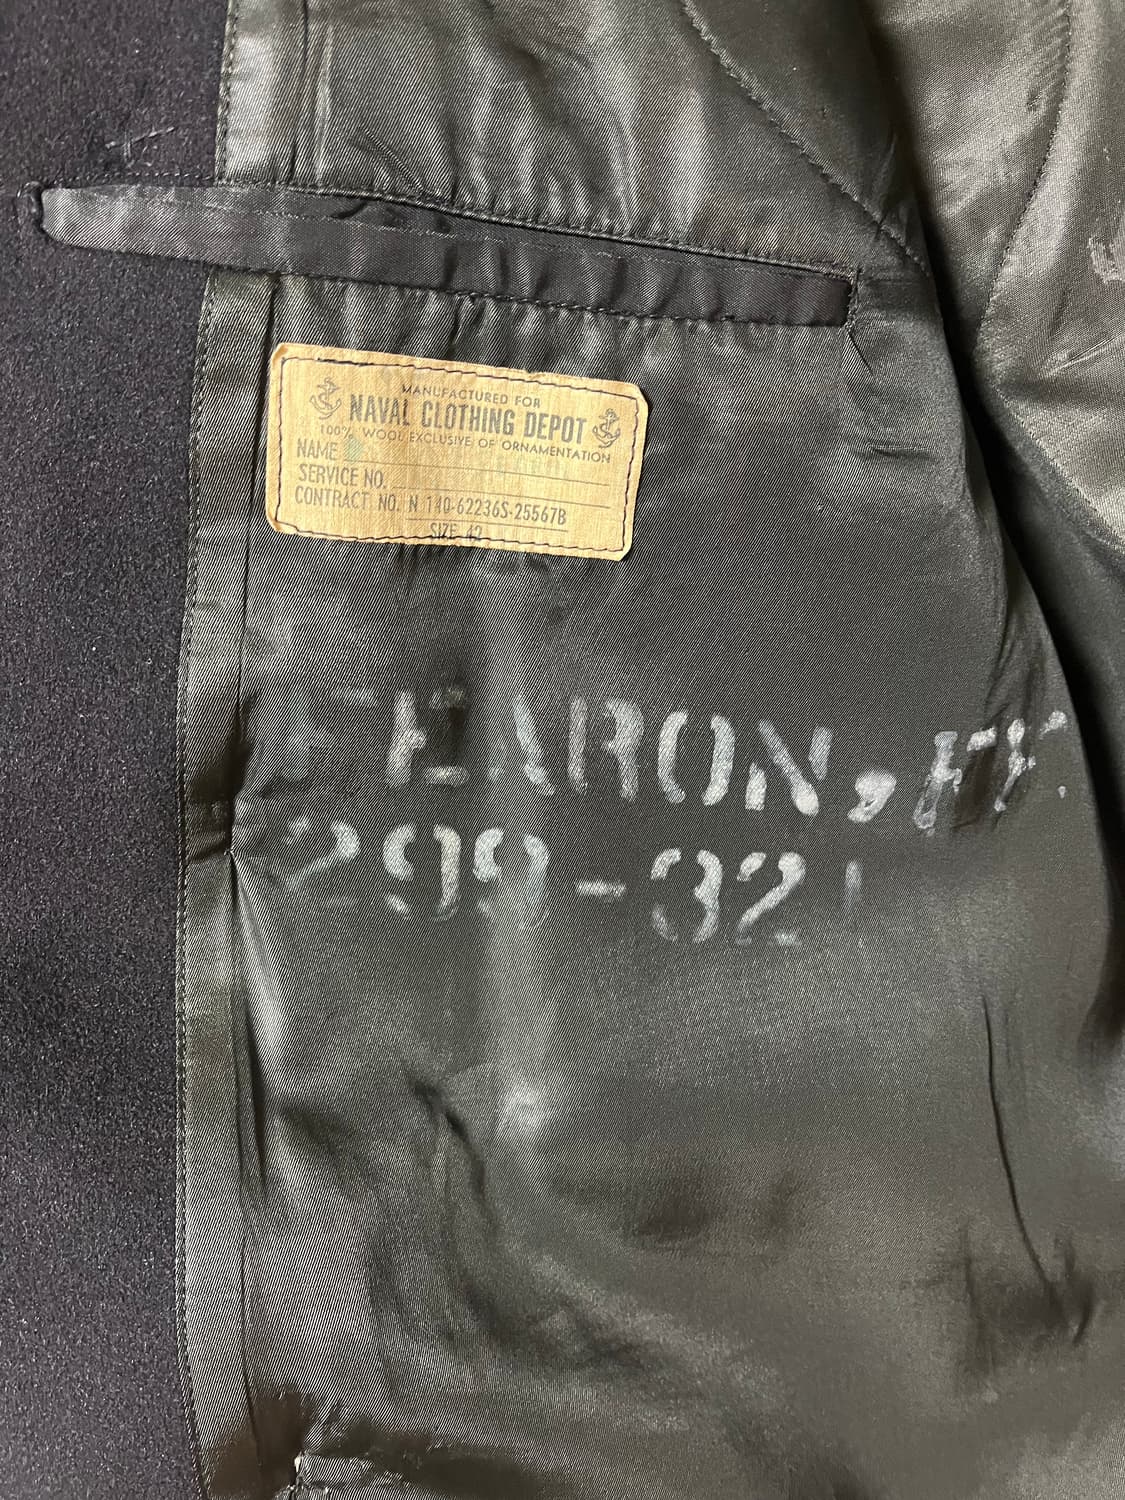 MANUFACTURED FOR
NAVAL CLOTHING DEPOT
100% WOOL EXCLUSIVE OF ORNAMENTATION
NAME
SERVICE NO.
CONTRACT NO. N 140-62236S-25567B
SIZE 42
FEARON,
299-32